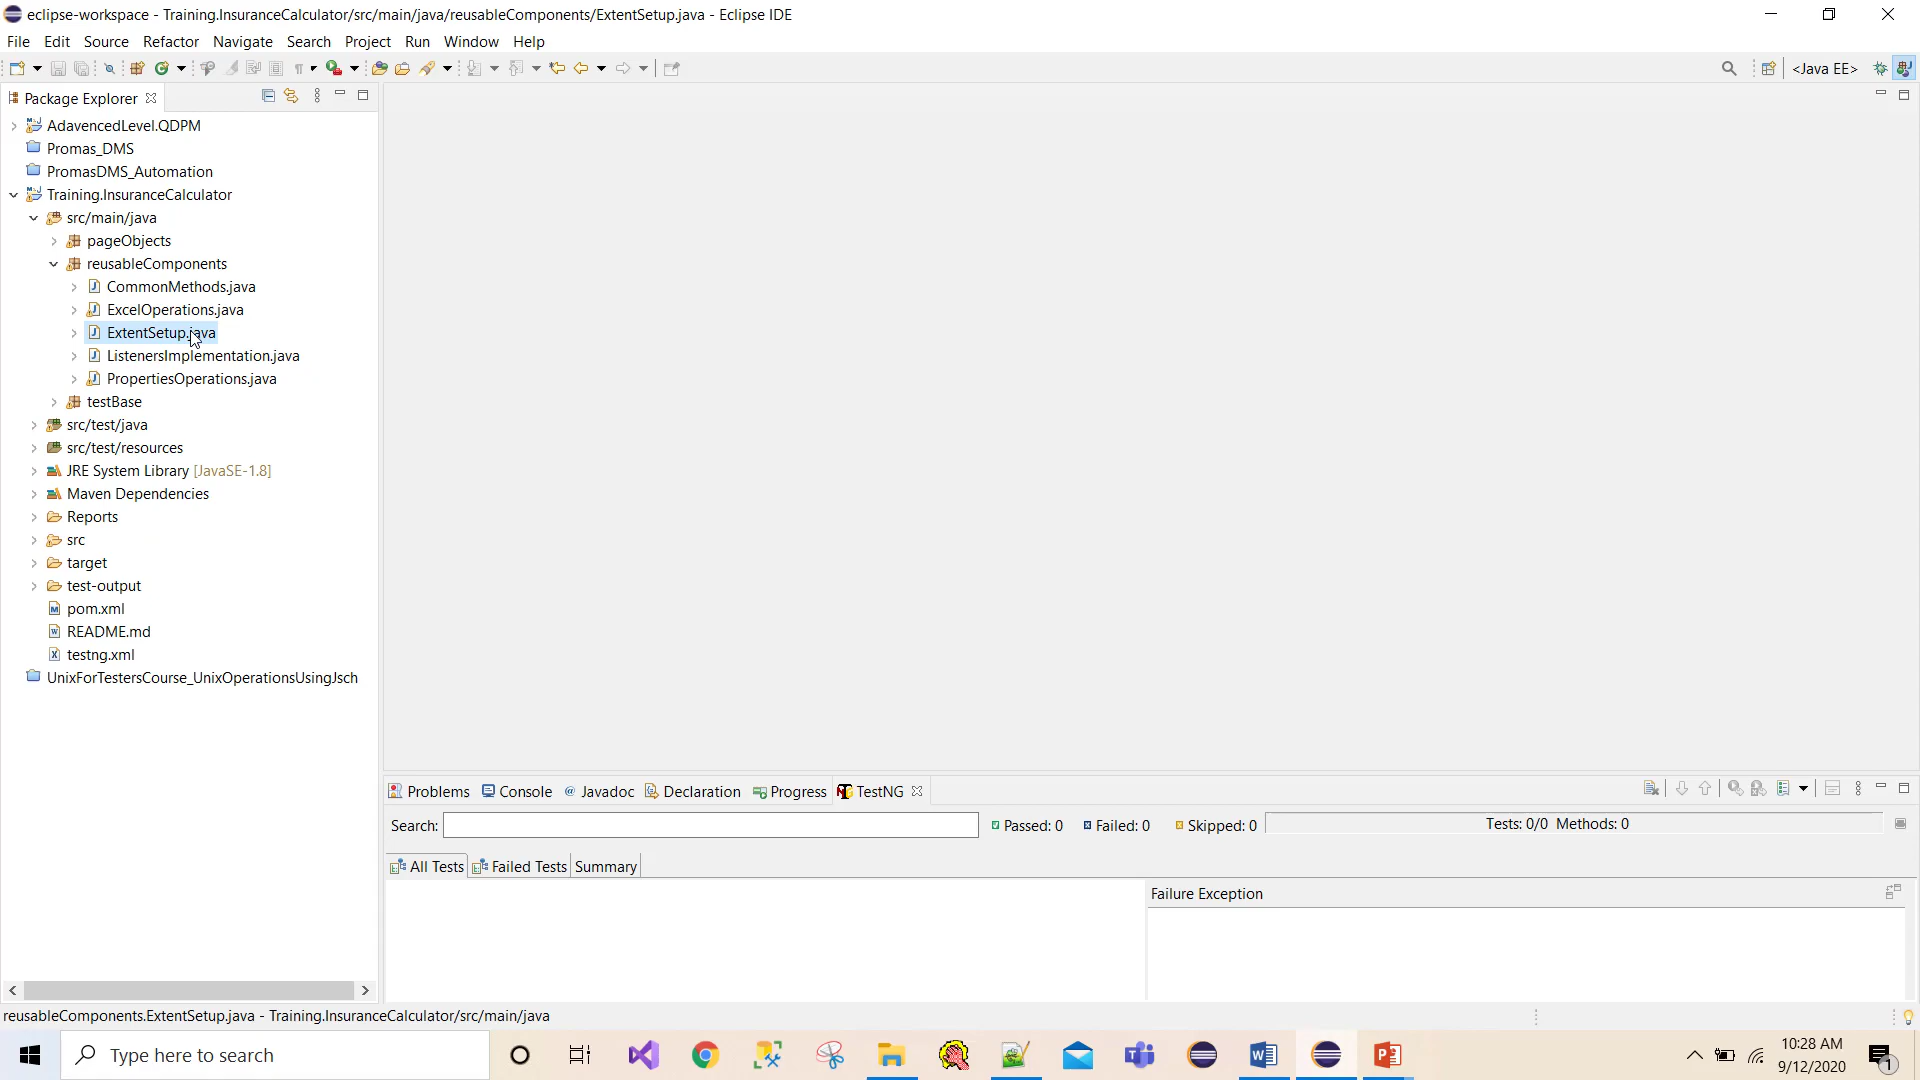 eclipse-workspace - Training.InsuranceCalculator/src/main/java/reusableComponents/ExtentSetup.java - Eclipse IDE
File Edit Source Refactor Navigate Search Project Run Window Help
<Java EE>
Package Explorer
AdavencedLevel.QDPM
Promas_DMS
PromasDMS_Automation
Training.InsuranceCalculator
src/main/java
pageObjects
reusableComponents
CommonMethods.java
ExcelOperations.java
ExtentSetup.java
ListenersImplementation.java
PropertiesOperations.java
testBase
src/test/java
src/test/resources
JRE System Library [JavaSE-1.8]
Maven Dependencies
Reports
src
target
test-output
pom.xml
README.md
testng.xml
UnixForTestersCourse_UnixOperationsUsingJsch
Problems Console Javadoc Declaration Progress TestNG
Search: Passed: 0 Failed: 0 Skipped: 0 Tests: 0/0 Methods: 0
All Tests Failed Tests Summary
Failure Exception
reusableComponents.ExtentSetup.java - Training.InsuranceCalculator/src/main/java
Type here to search
10:28 AM
9/12/2020
1